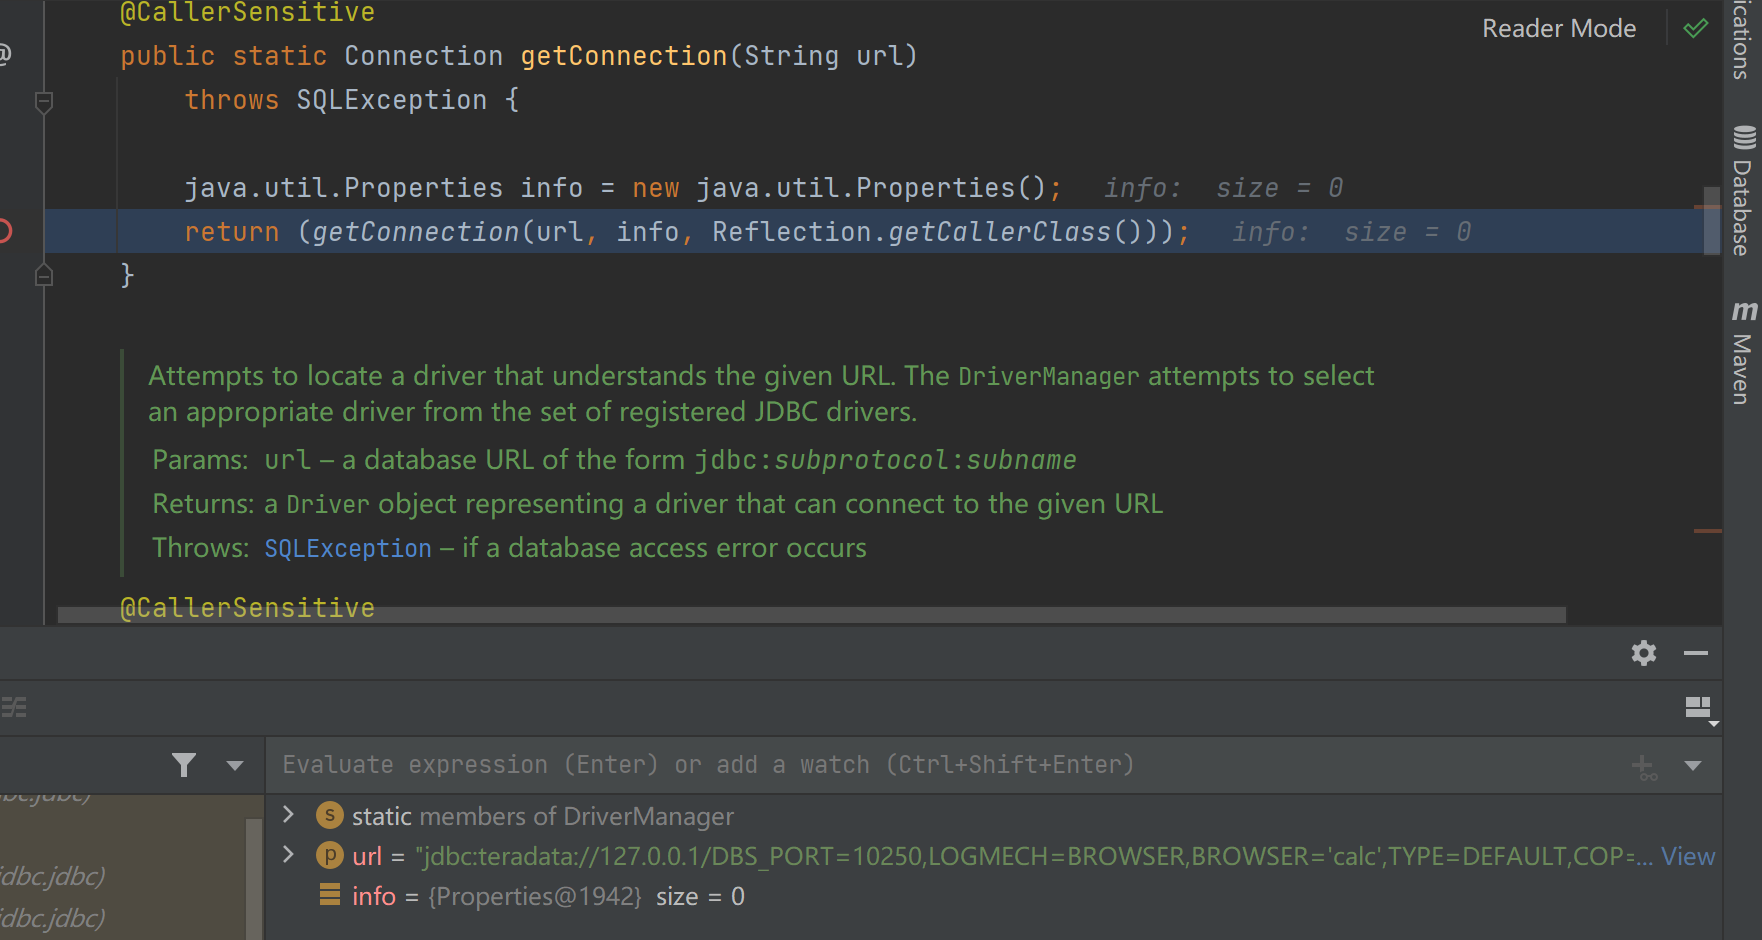 @CallerSensitive
Reader Mode
@
public static Connection getConnection(String url)
throws SQLException {
java.util.Properties info = new java.util.Properties();   info:  size = 0
return (getConnection(url, info, Reflection.getCallerClass()));   info:  size = 0
}
Attempts to locate a driver that understands the given URL. The DriverManager attempts to select
an appropriate driver from the set of registered JDBC drivers.
Params: url – a database URL of the form jdbc:subprotocol:subname
Returns: a Driver object representing a driver that can connect to the given URL
Throws: SQLException – if a database access error occurs
@CallerSensitive
ications
Database
m
Maven
Evaluate expression (Enter) or add a watch (Ctrl+Shift+Enter)
s static members of DriverManager
p url = "jdbc:teradata://127.0.0.1/DBS_PORT=10250,LOGMECH=BROWSER,BROWSER='calc',TYPE=DEFAULT,COP=... View
info = {Properties@1942}  size = 0
jdbc.jdbc)
jdbc.jdbc)